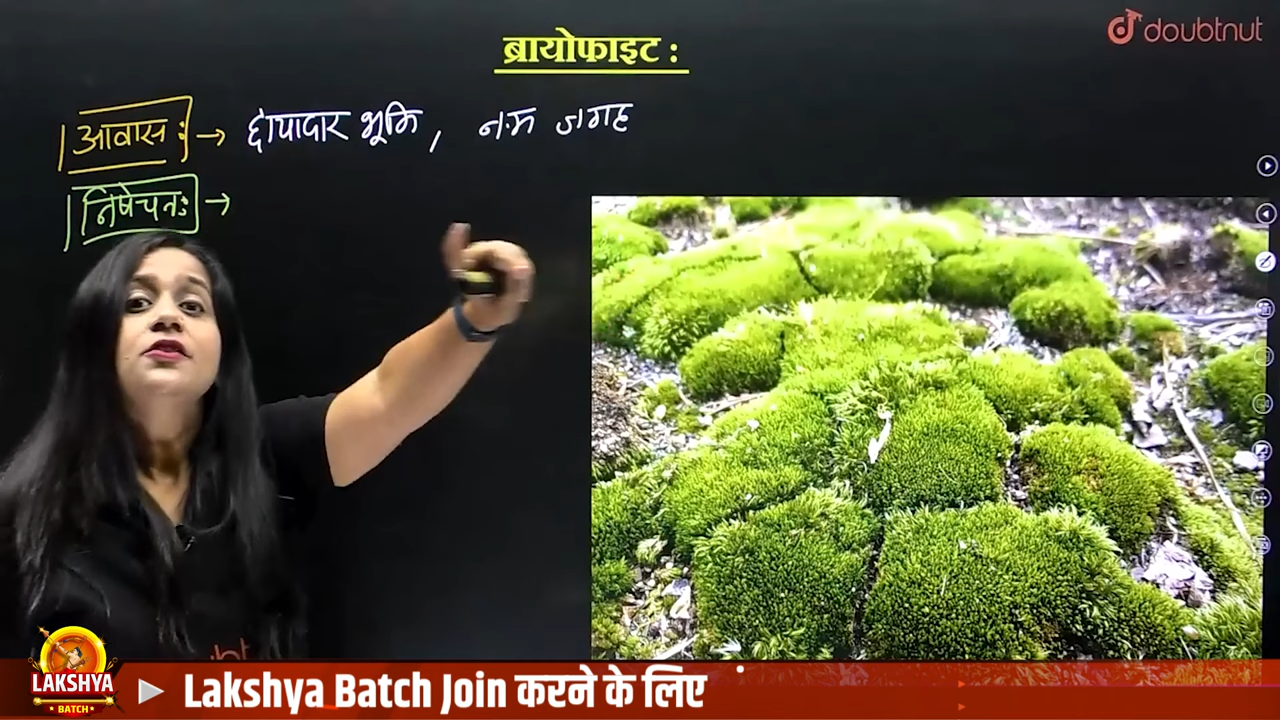 ब्रायोफाइट :
doubtnut
आवास : → छायादार भूमि, नम जगह
निषेचन : →
LAKSHYA
BATCH
Lakshya Batch Join करने के लिए